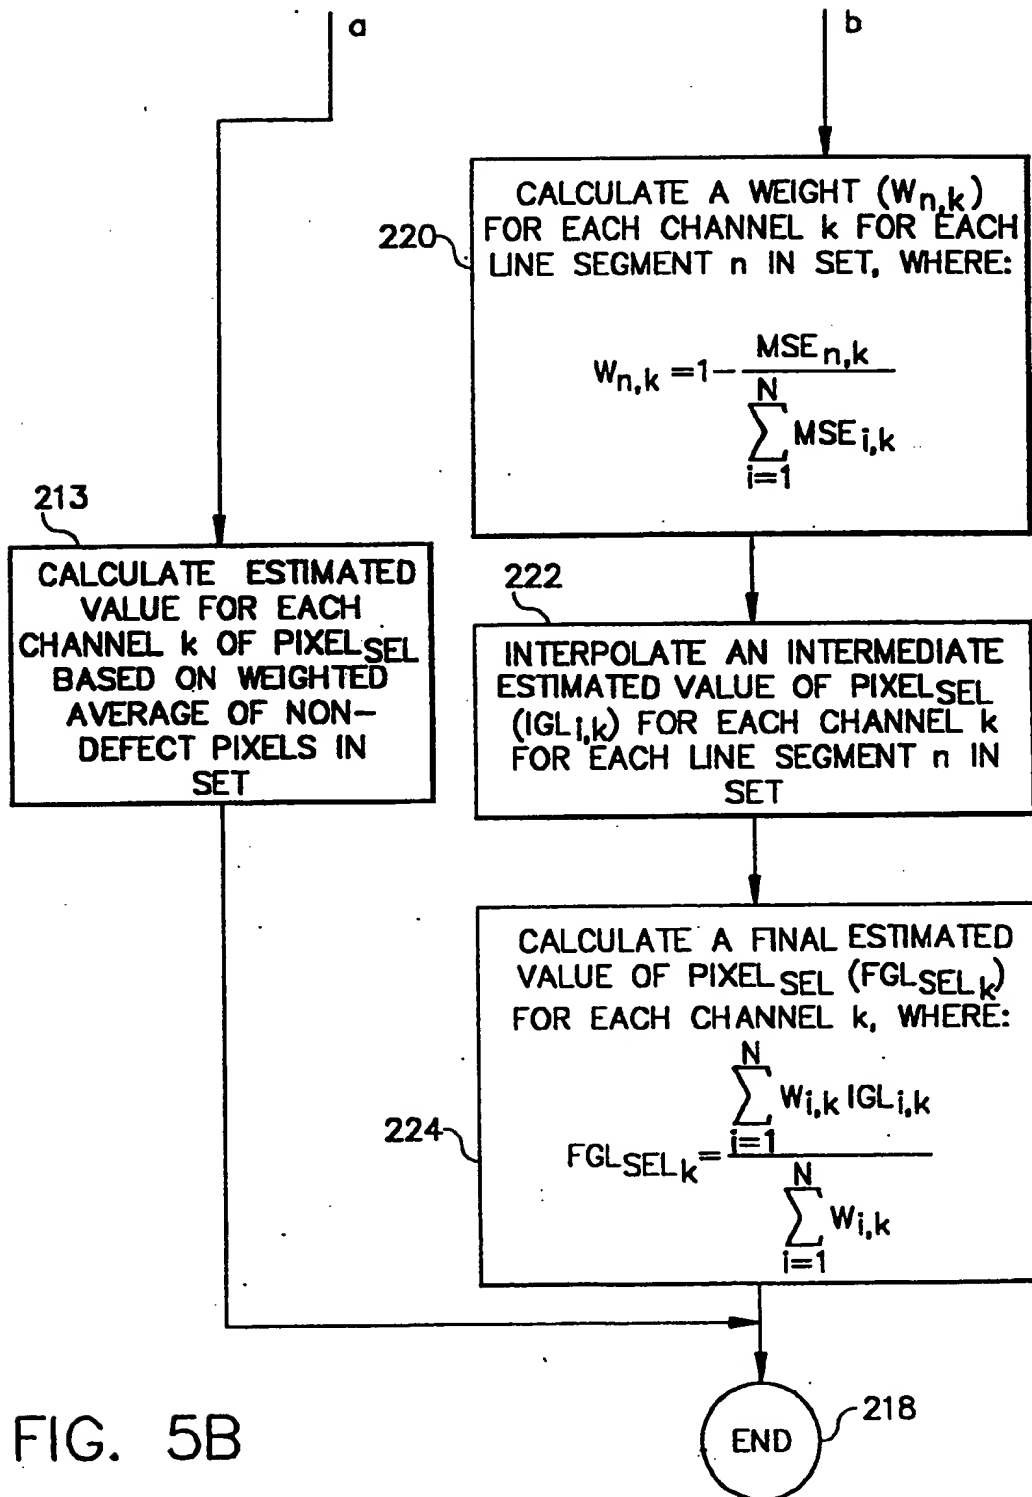 a
b
220
CALCULATE A WEIGHT (Wn,k)
FOR EACH CHANNEL k FOR EACH
LINE SEGMENT n IN SET, WHERE:
Wn,k = 1 - MSEn,k / N ∑ i=1 MSEi,k
213
CALCULATE ESTIMATED
VALUE FOR EACH
CHANNEL k OF PIXELSEL
BASED ON WEIGHTED
AVERAGE OF NON-
DEFECT PIXELS IN
SET
222
INTERPOLATE AN INTERMEDIATE
ESTIMATED VALUE OF PIXELSEL
(IGLi,k) FOR EACH CHANNEL k
FOR EACH LINE SEGMENT n IN
SET
224
CALCULATE A FINAL ESTIMATED
VALUE OF PIXELSEL (FGLSELk)
FOR EACH CHANNEL k, WHERE:
FGLSELk = N ∑ i=1 Wi,k IGLi,k / N ∑ i=1 Wi,k
218
END
FIG. 5B